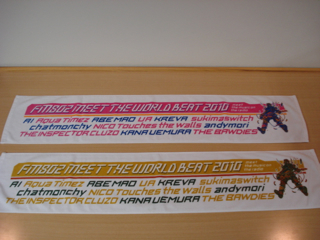 FM802 MEET THE WORLD BEAT 2010
AI Aqua Timez ABE MAO UA KREVA sukimaswitch
chatmonchy NICO Touches the Walls andymori
THE INSPECTOR CLUZO KANA UEMURA THE BAWDIES
FM802 MEET THE WORLD BEAT 2010
AI Aqua Timez ABE MAO UA KREVA sukimaswitch
chatmonchy NICO Touches the Walls andymori
THE INSPECTOR CLUZO KANA UEMURA THE BAWDIES